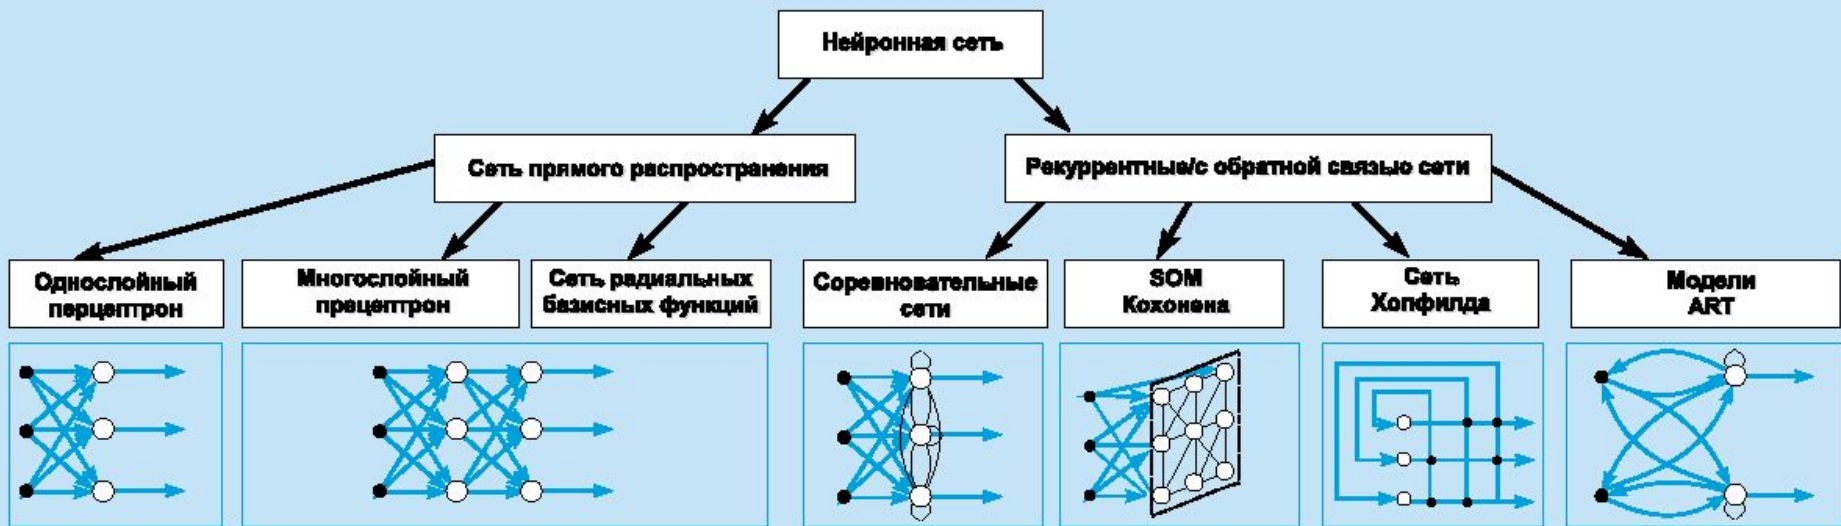 Нейронная сеть
Сеть прямого распространения
Рекуррентные/с обратной связью сети
Однослойный
перцептрон
Многослойный
прецептрон
Сеть радиальных
базисных функций
Соревновательные
сети
SOM
Кохонена
Сеть
Хопфилда
Модели
ART